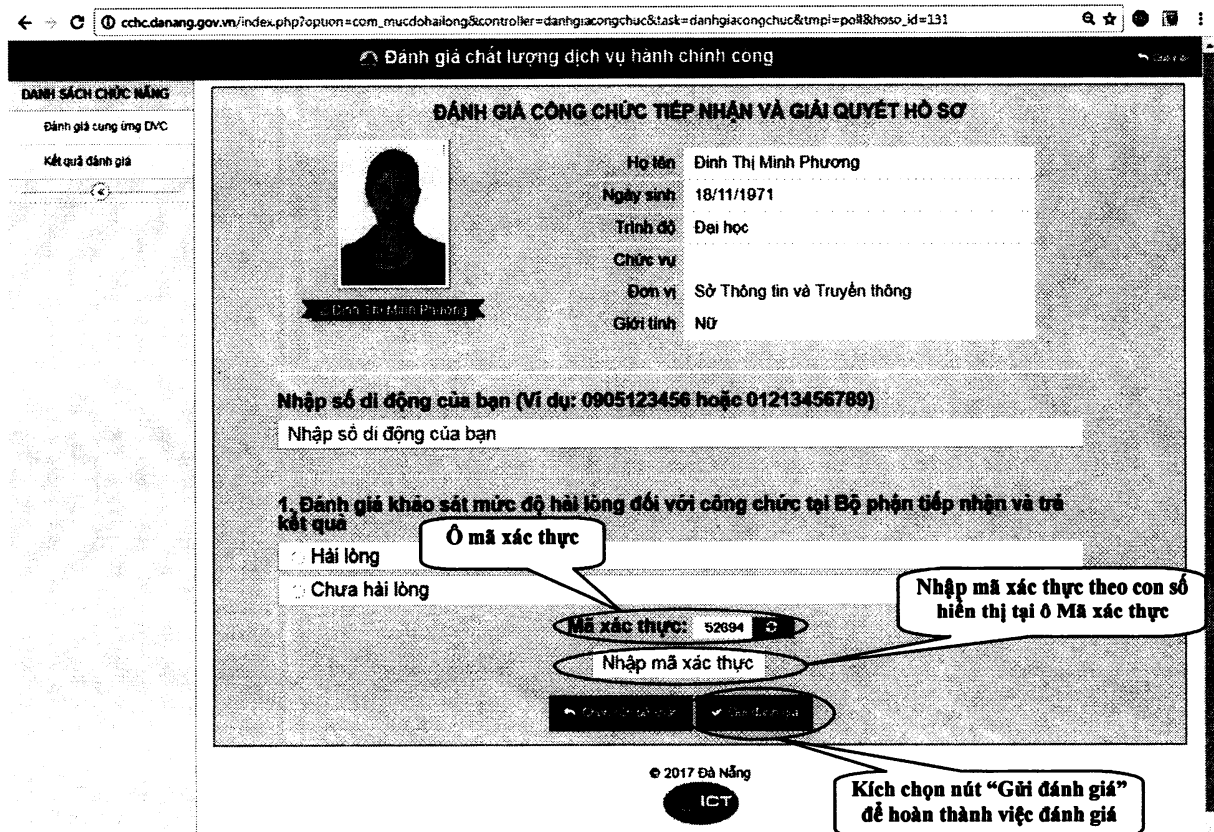 cchc.danang.gov.vn/index.php?option=com_mucdohailong&controller=danhgiacongchuc&task=danhgiacongchuc&tmpl=poll&hoso_id=131
Đánh giá chất lượng dịch vụ hành chính công
DANH SÁCH CHỨC NĂNG
Đánh giá cung ứng DVC
Kết quả đánh giá
ĐÁNH GIÁ CÔNG CHỨC TIẾP NHẬN VÀ GIẢI QUYẾT HỒ SƠ
Họ tên Đinh Thị Minh Phương
Ngày sinh 18/11/1971
Trình độ Đại học
Chức vụ
Đơn vị Sở Thông tin và Truyền thông
Giới tính Nữ
Đinh Thị Minh Phương
Nhập số di động của bạn (Ví dụ: 0905123456 hoặc 01213456789)
Nhập số di động của bạn
1. Đánh giá khảo sát mức độ hài lòng đối với công chức tại Bộ phận tiếp nhận và trả
kết quả
Ô mã xác thực
Hài lòng
Chưa hài lòng
Nhập mã xác thực theo con số
hiển thị tại ô Mã xác thực
Mã xác thực: 52694
Nhập mã xác thực
Gửi đánh giá
© 2017 Đà Nẵng
ICT
Kích chọn nút “Gửi đánh giá”
để hoàn thành việc đánh giá